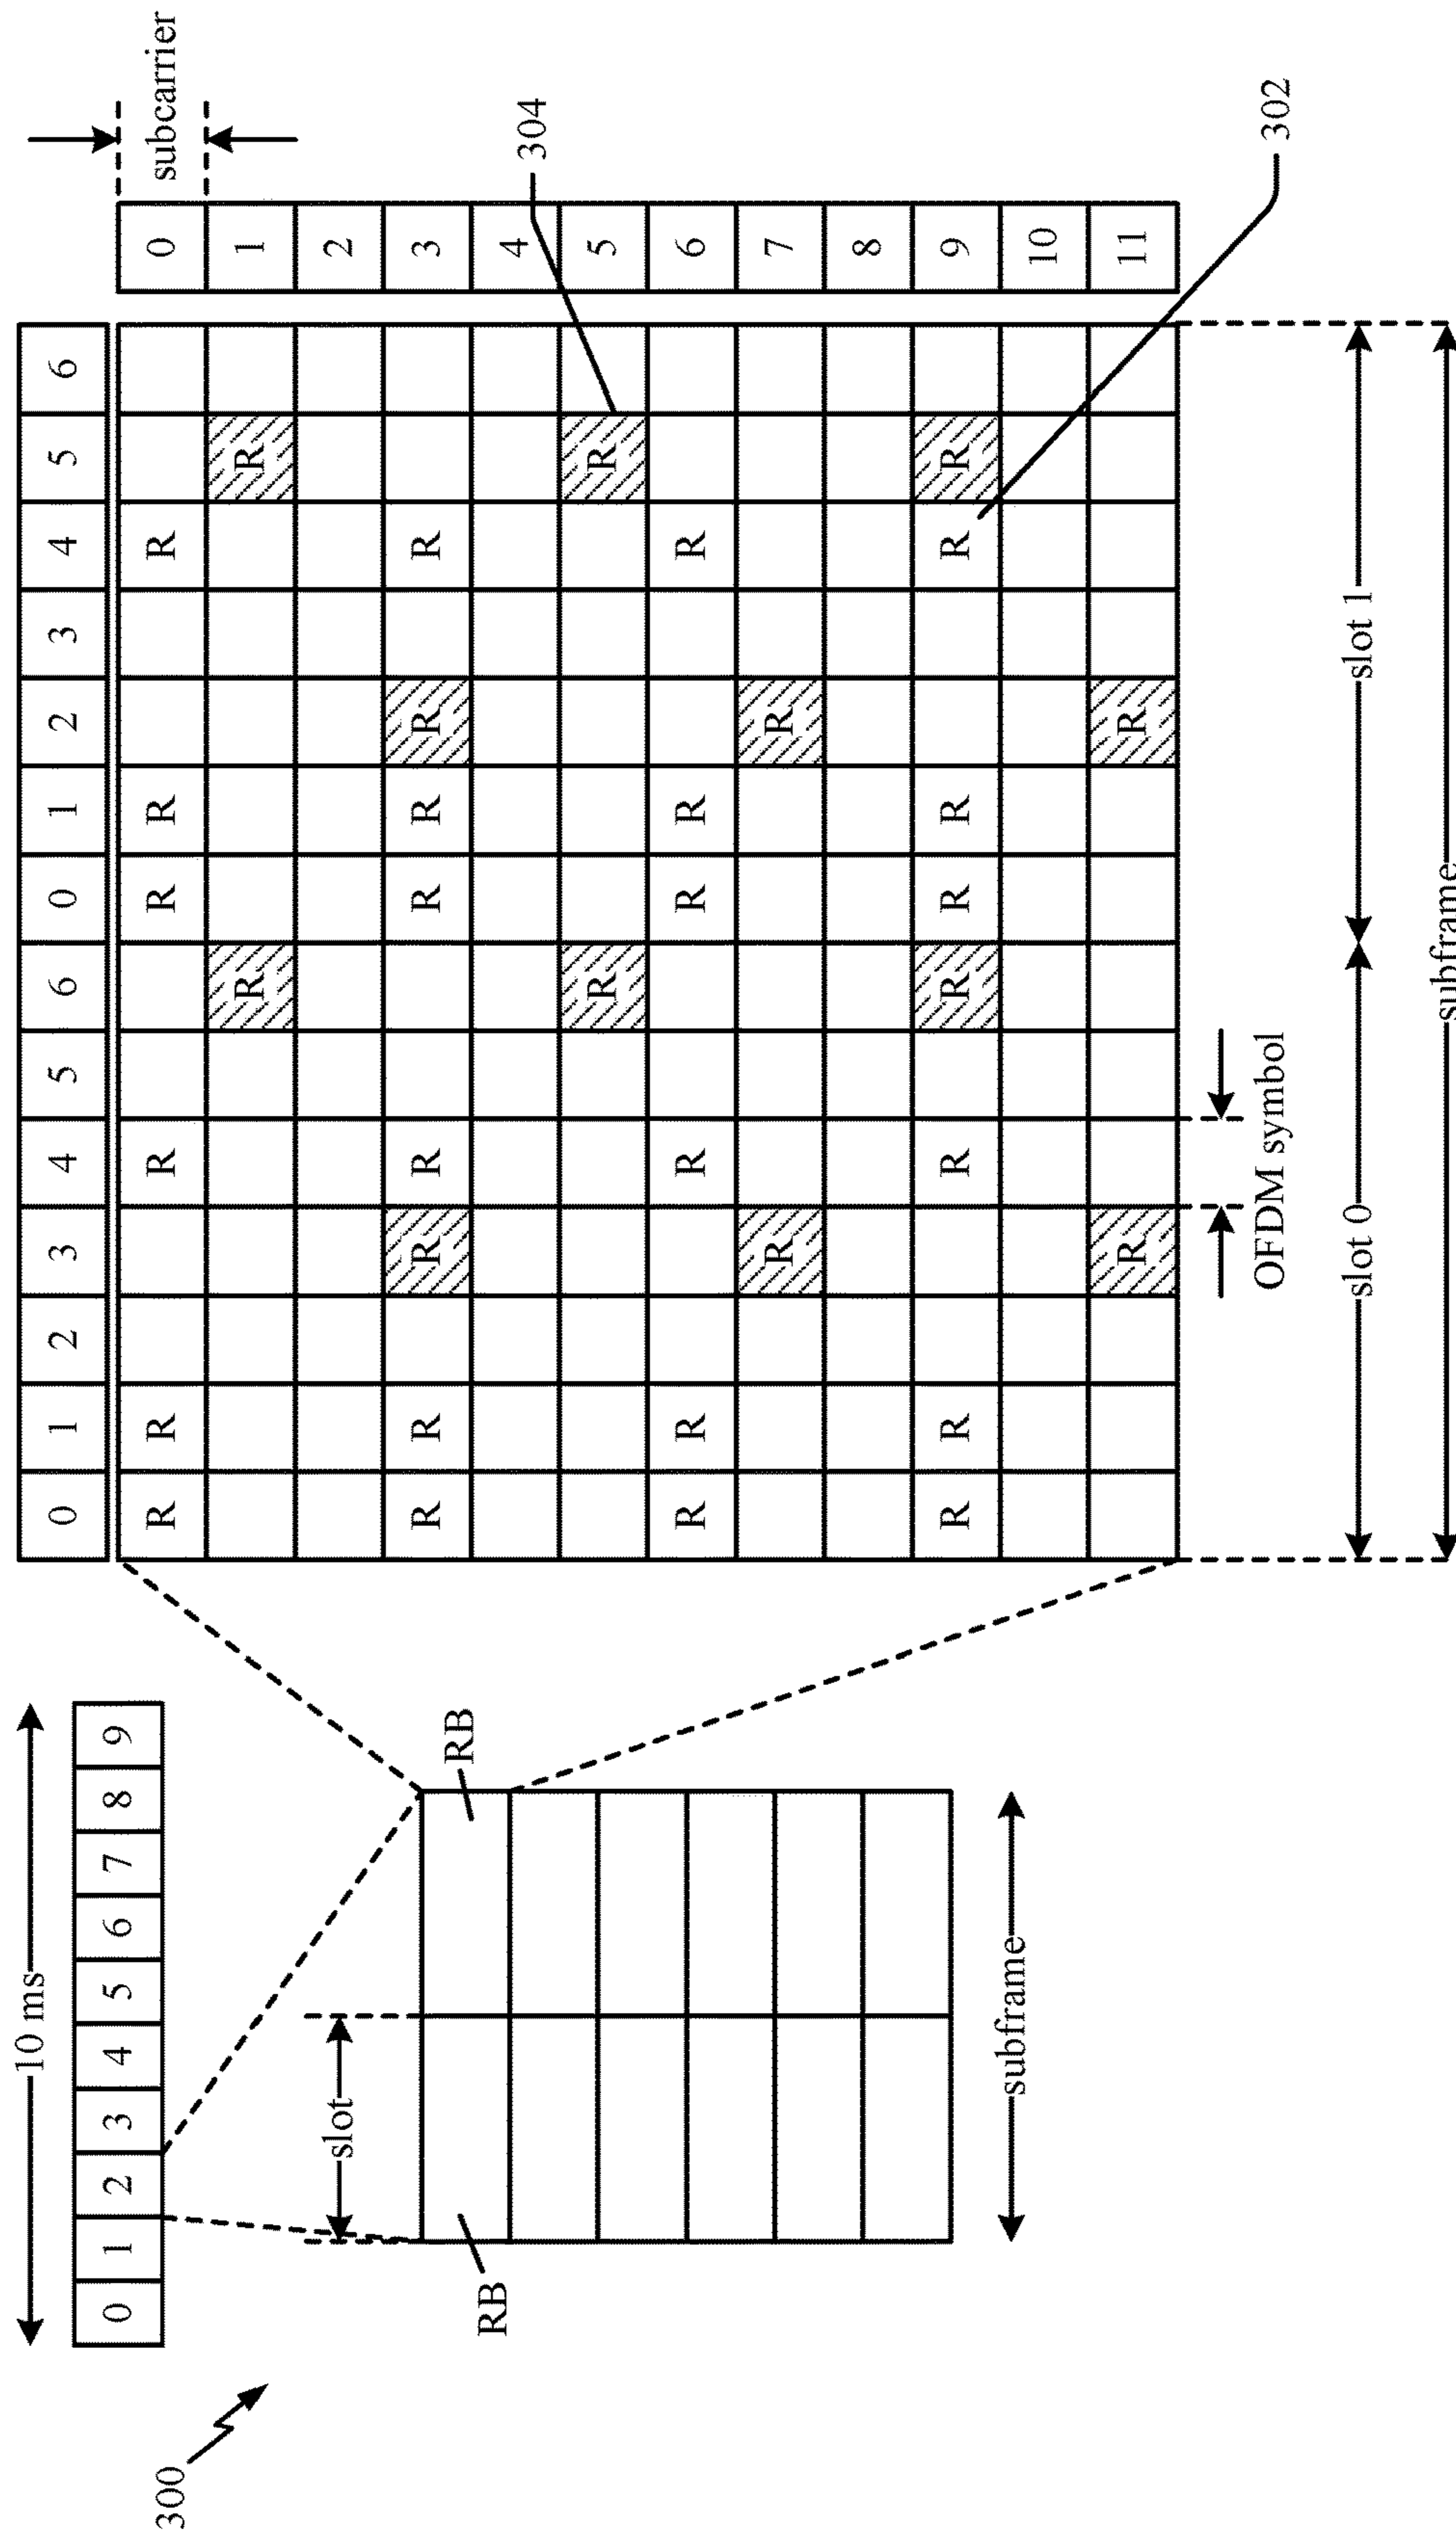 300
10 ms
0 1 2 3 4 5 6 7 8 9
slot
RB
RB
subframe
0 1 2 3 4 5 6 0 1 2 3 4 5 6
subcarrier
R R R R R R 0
R R 1
2
R R R R R R R R 3
4
R R 5
R R R R R R 6
R R 7
8
R R R R R R R R 9
10
R R 11
304
302
OFDM symbol
slot 0
slot 1
subframe